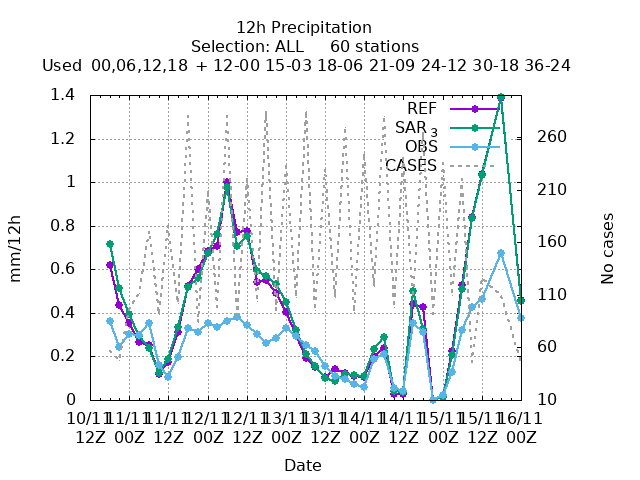 12h Precipitation
Selection: ALL 60 stations
Used 00,06,12,18 + 12-00 15-03 18-06 21-09 24-12 30-18 36-24
REF
SAR 3
OBS
CASES
mm/12h
1.4
1.2
1
0.8
0.6
0.4
0.2
0
No cases
260
210
160
110
60
10
10/11 11/11 11/11 12/11 12/11 13/11 13/11 14/11 14/11 15/11 15/11 16/11
12Z 00Z 12Z 00Z 12Z 00Z 12Z 00Z 12Z 00Z 12Z 00Z
Date